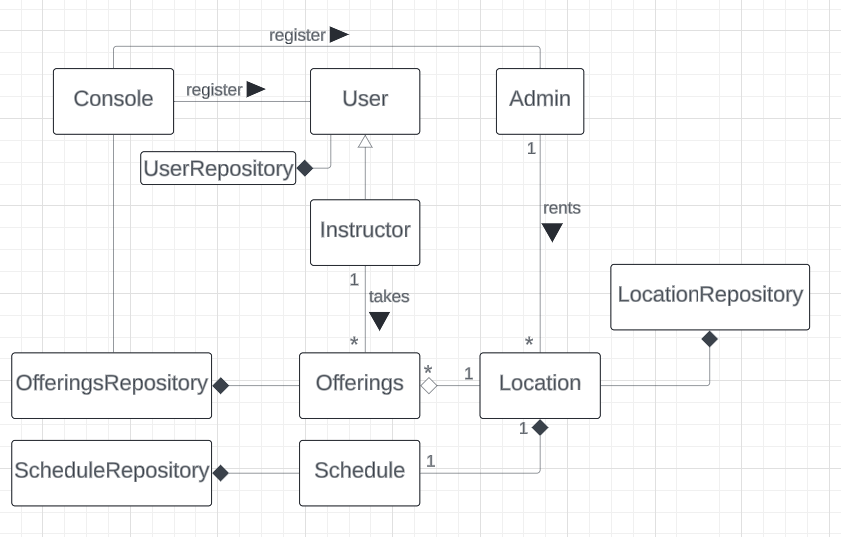 register
Console
register
User
Admin
UserRepository
1
rents
Instructor
1
takes
LocationRepository
*
*
OfferingsRepository
Offerings
*
1
Location
1
ScheduleRepository
Schedule
1